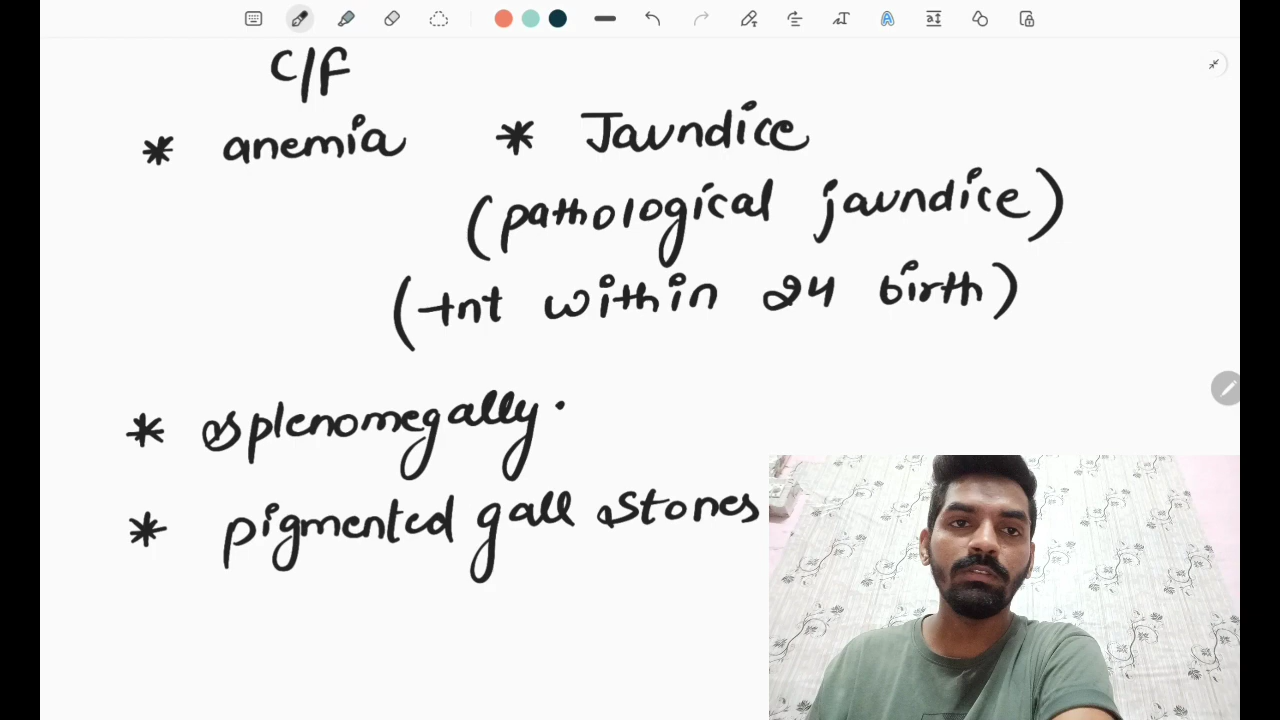 C/F
* anemia * Jaundice
(pathological jaundice)
(+nt within 24 birth)
* splenomegally.
* pigmented gall stones